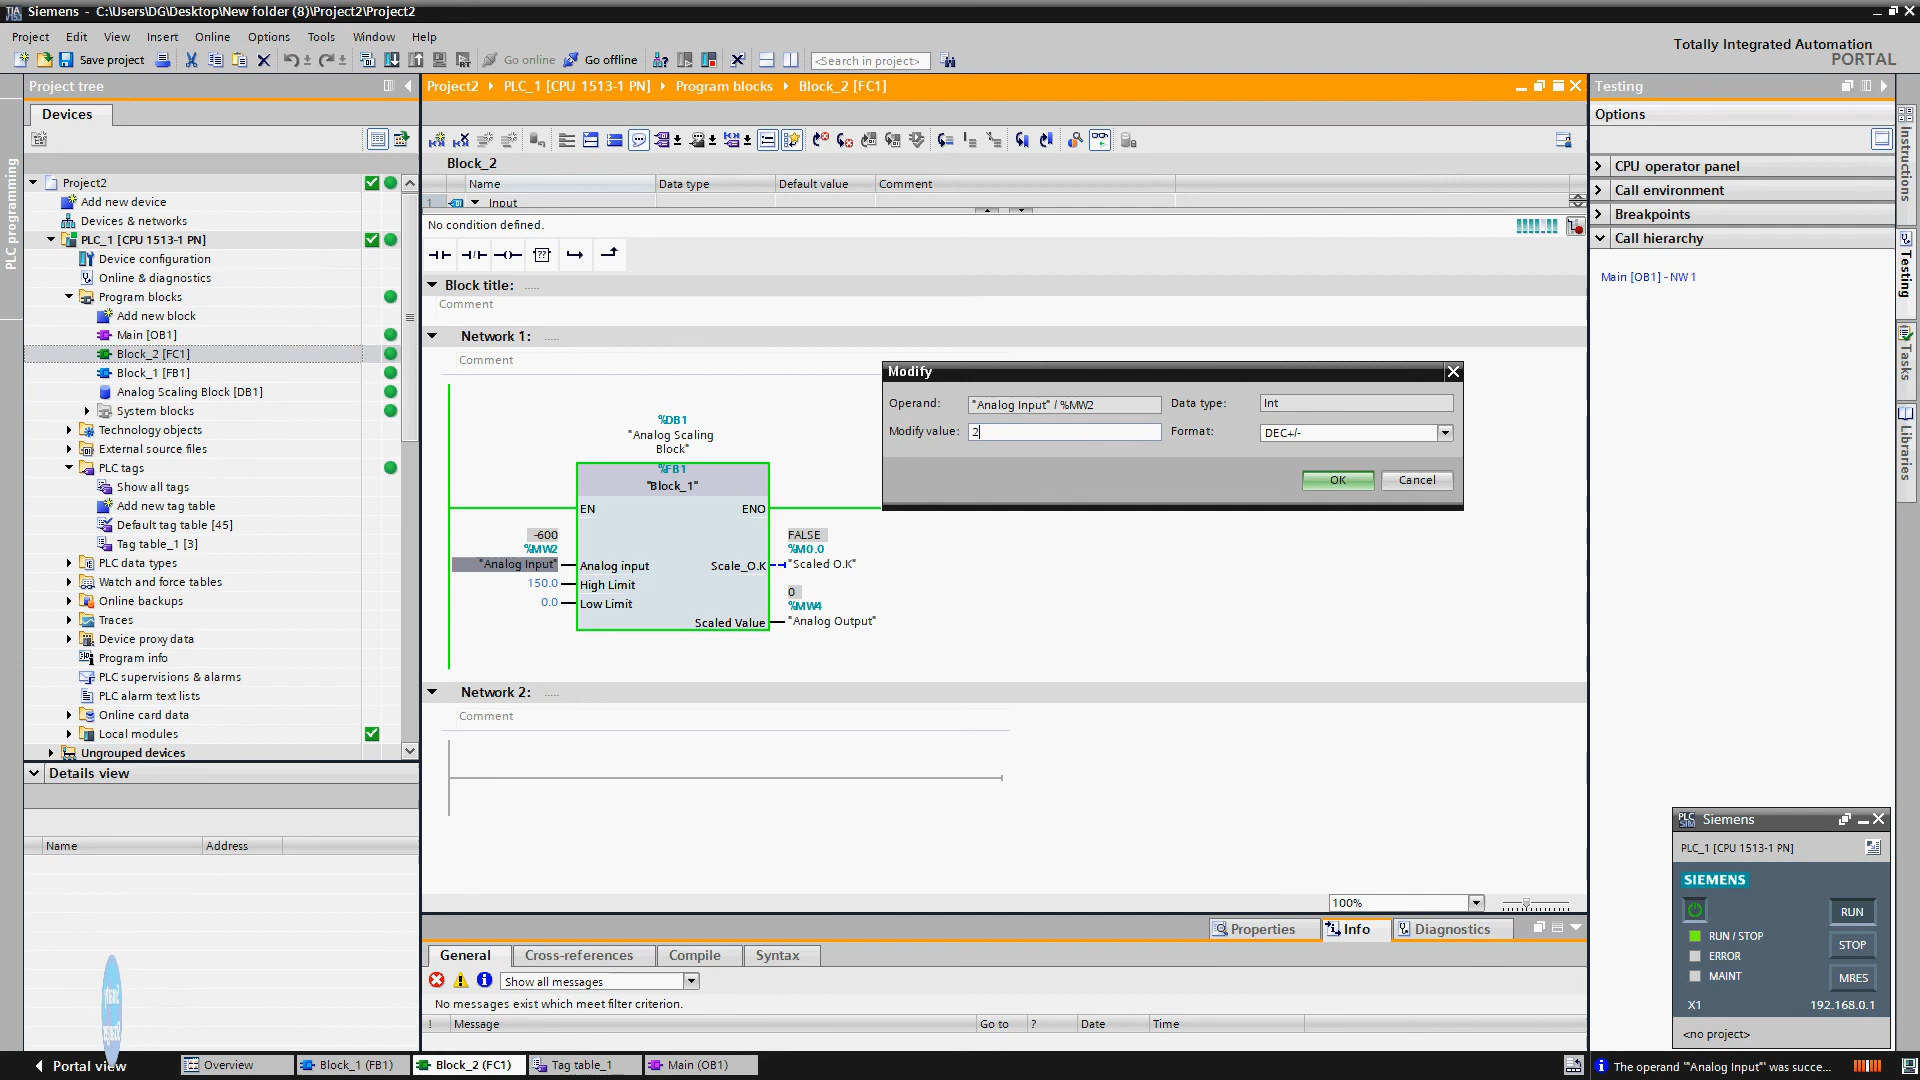 Siemens - C:\Users\DG\Desktop\New folder (8)\Project2\Project2
Project Edit View Insert Online Options Tools Window Help
Totally Integrated Automation
PORTAL
Save project
Go online
Go offline
<Search in project>
Project tree
Project2 PLC_1 [CPU 1513-1 PN] Program blocks Block_2 [FC1]
Testing
Devices
Options
PLC programming
Project2
Add new device
Devices & networks
PLC_1 [CPU 1513-1 PN]
Device configuration
Online & diagnostics
Program blocks
Add new block
Main [OB1]
Block_2 [FC1]
Block_1 [FB1]
Analog Scaling Block [DB1]
System blocks
Technology objects
External source files
PLC tags
Show all tags
Add new tag table
Default tag table [45]
Tag table_1 [3]
PLC data types
Watch and force tables
Online backups
Traces
Device proxy data
Program info
PLC supervisions & alarms
PLC alarm text lists
Online card data
Local modules
Ungrouped devices
Details view
Name Address
Block_2
Name Data type Default value Comment
1 Input
No condition defined.
??
Block title: .....
Comment
Network 1: .....
Comment
%DB1
"Analog Scaling
Block"
%FB1
"Block_1"
EN ENO
-600
%MW2
"Analog Input" Analog input
150.0 High Limit
0.0 Low Limit
FALSE
%M0.0
Scale_O.K "Scaled O.K"
0
%MW4
Scaled Value "Analog Output"
Modify
Operand: "Analog Input" / %MW2 Data type: Int
Modify value: 2 Format: DEC+/-
OK Cancel
Network 2: .....
Comment
100%
Properties Info Diagnostics
General Cross-references Compile Syntax
Show all messages
No messages exist which meet filter criterion.
! Message Go to ? Date Time
CPU operator panel
Call environment
Breakpoints
Call hierarchy
Main [OB1] - NW 1
Instructions
Testing
Tasks
Libraries
PLC
SIM
Siemens
PLC_1 [CPU 1513-1 PN]
SIEMENS
RUN
RUN / STOP
STOP
ERROR
MAINT
MRES
X1 192.168.0.1
<no project>
Portal view
Overview
Block_1 (FB1)
Block_2 (FC1)
Tag table_1
Main (OB1)
The operand '"Analog Input"' was succe...